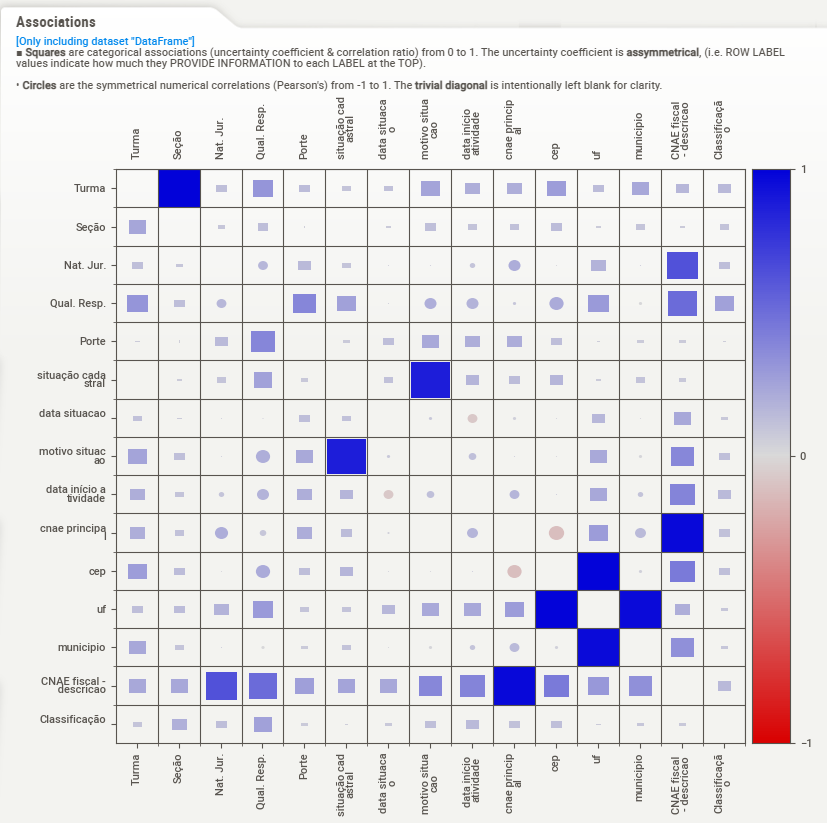 Associations
[Only including dataset "DataFrame"]
■ Squares are categorical associations (uncertainty coefficient & correlation ratio) from 0 to 1. The uncertainty coefficient is assymmetrical, (i.e. ROW LABEL
values indicate how much they PROVIDE INFORMATION to each LABEL at the TOP).
• Circles are the symmetrical numerical correlations (Pearson's) from -1 to 1. The trivial diagonal is intentionally left blank for clarity.
Turma
Seção
Nat. Jur.
Qual. Resp.
Porte
situação cad
astral
data situaca
o
motivo situa
cao
data início
atividade
cnae princip
al
cep
uf
municipio
CNAE fiscal
- descricao
Classificaçã
o
Turma
Seção
Nat. Jur.
Qual. Resp.
Porte
situação cada
stral
data situacao
motivo situac
ao
data início a
tividade
cnae principa
l
cep
uf
municipio
CNAE fiscal -
descricao
Classificação
1
0
−1
Turma
Seção
Nat. Jur.
Qual. Resp.
Porte
situação cad
astral
data situaca
o
motivo situa
cao
data início
atividade
cnae princip
al
cep
uf
municipio
CNAE fiscal
- descricao
Classificaçã
o